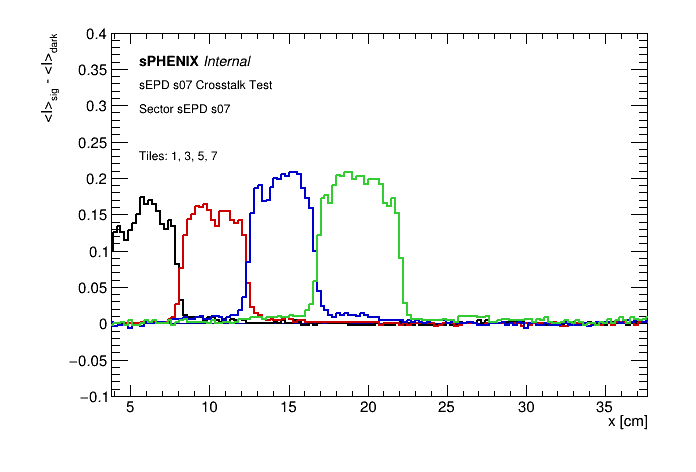 <I>sig - <I>dark
0.4
0.35
0.3
0.25
0.2
0.15
0.1
0.05
0
−0.05
−0.1
sPHENIX Internal
sEPD s07 Crosstalk Test
Sector sEPD s07
Tiles: 1, 3, 5, 7
5 10 15 20 25 30 35
x [cm]